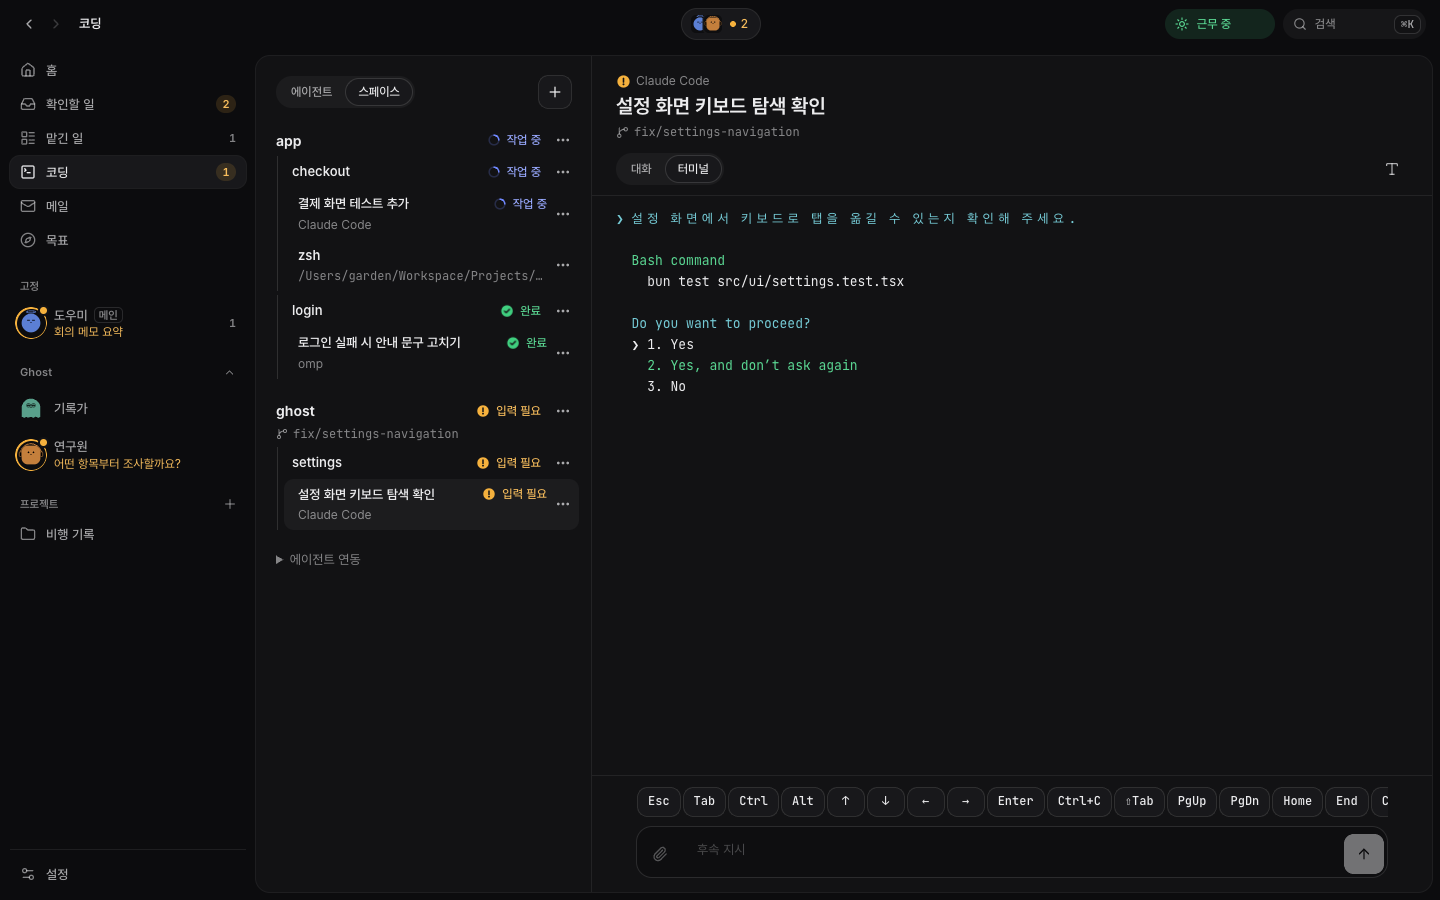 코딩
2
근무 중
검색
⌘K
홈
확인할 일
2
맡긴 일
1
코딩
1
메일
목표
고정
도우미
메인
회의 메모 요약
1
Ghost
기록가
연구원
어떤 항목부터 조사할까요?
프로젝트
비행 기록
설정
에이전트
스페이스
app
작업 중
checkout
작업 중
결제 화면 테스트 추가
작업 중
Claude Code
zsh
/Users/garden/Workspace/Projects/…
login
완료
로그인 실패 시 안내 문구 고치기
완료
omp
ghost
입력 필요
fix/settings-navigation
settings
입력 필요
설정 화면 키보드 탐색 확인
입력 필요
Claude Code
에이전트 연동
Claude Code
설정 화면 키보드 탐색 확인
fix/settings-navigation
대화
터미널
❯ 설정 화면에서 키보드로 탭을 옮길 수 있는지 확인해 주세요.
Bash command
bun test src/ui/settings.test.tsx
Do you want to proceed?
❯ 1. Yes
2. Yes, and don’t ask again
3. No
Esc
Tab
Ctrl
Alt
↑
↓
←
→
Enter
Ctrl+C
⇧Tab
PgUp
PgDn
Home
End
C
후속 지시